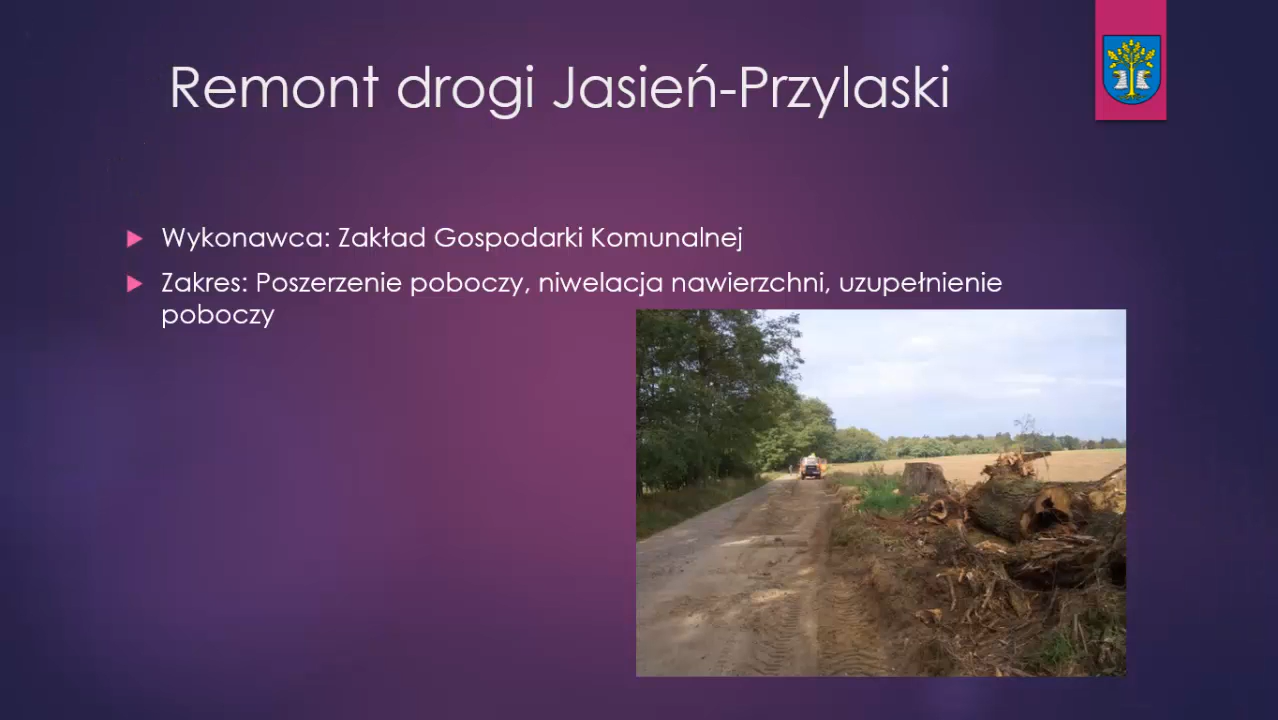 Remont drogi Jasień-Przylaski
Wykonawca: Zakład Gospodarki Komunalnej
Zakres: Poszerzenie poboczy, niwelacja nawierzchni, uzupełnienie
poboczy